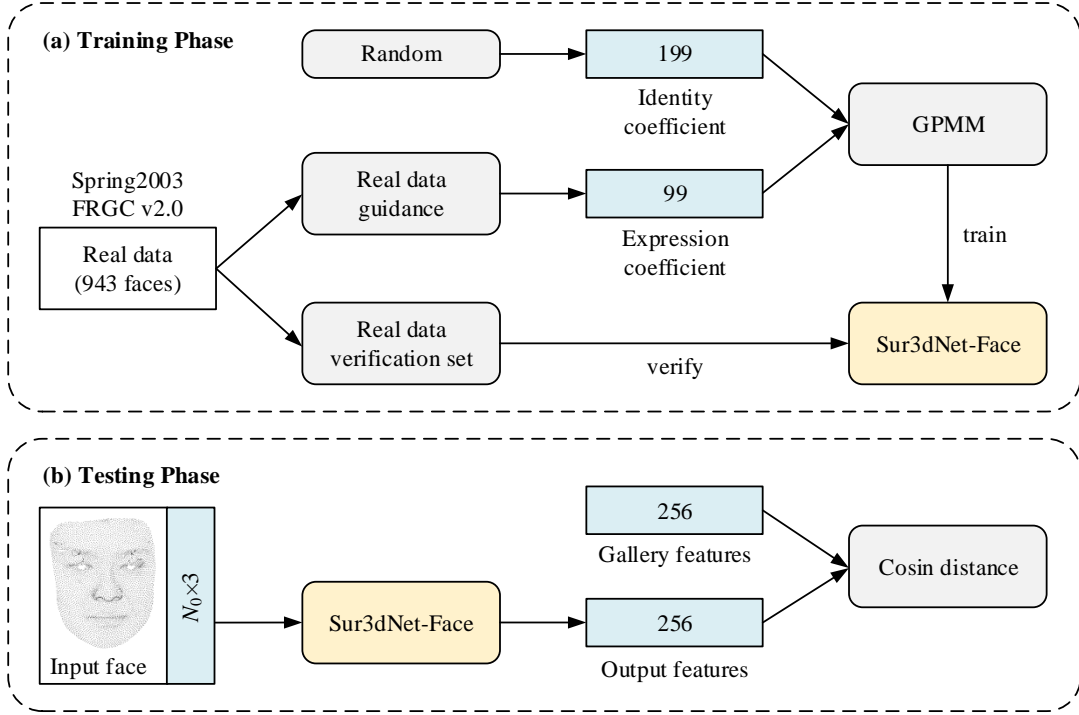 (a) Training Phase
Random
199
Identity
coefficient
GPMM
Spring2003
FRGC v2.0
Real data
(943 faces)
Real data
guidance
99
Expression
coefficient
train
Real data
verification set
verify
Sur3dNet-Face
(b) Testing Phase
Input face
N₀×3
Sur3dNet-Face
256
Gallery features
256
Output features
Cosin distance